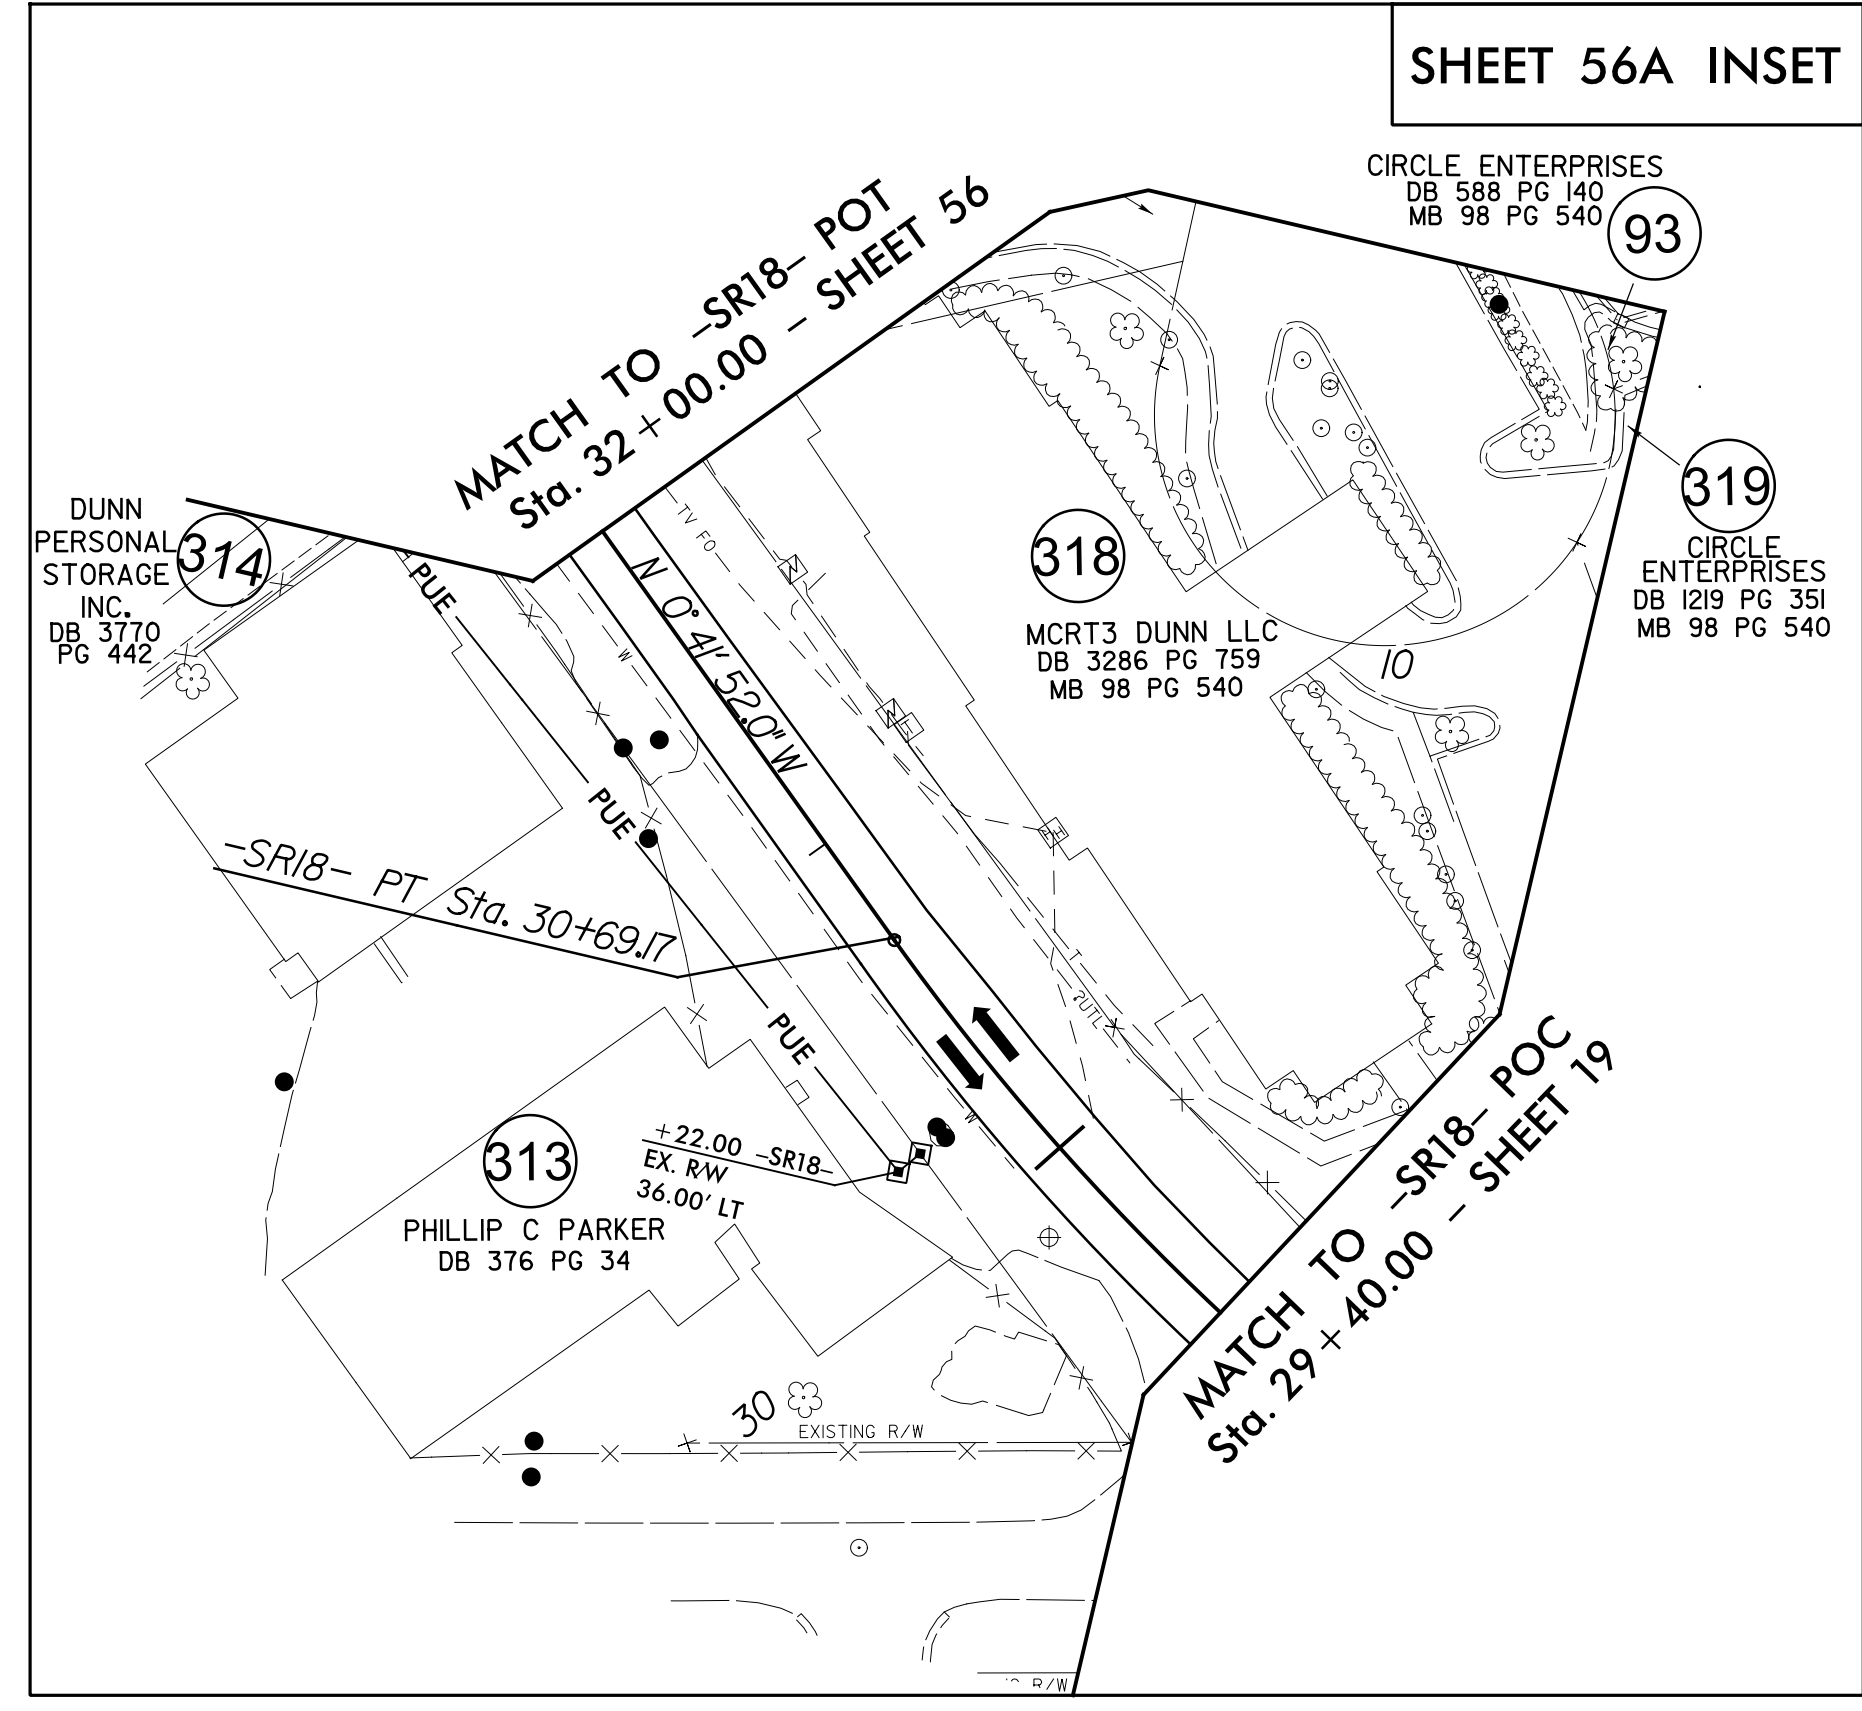 SHEET 56A INSET
CIRCLE ENTERPRISES
DB 588 PG 140
MB 98 PG 540
93
MATCH TO -SR18- POT
Sta. 32+00.00 - SHEET 56
DUNN
PERSONAL
STORAGE
INC.
DB 3770
PG 442
314
319
CIRCLE
ENTERPRISES
DB 1219 PG 351
MB 98 PG 540
318
MCRT3 DUNN LLC
DB 3286 PG 759
MB 98 PG 540
10
TV FO
PUE
N 0° 41' 52.0" W
W
PUE
-SR18- PT Sta. 30+69.17
T
?UTL
PUE
W
313
PHILLIP C PARKER
DB 376 PG 34
+22.00 -SR18-
EX. R/W
36.00' LT
MATCH TO -SR18- POC
Sta. 29+40.00 - SHEET 19
30
EXISTING R/W
R/W